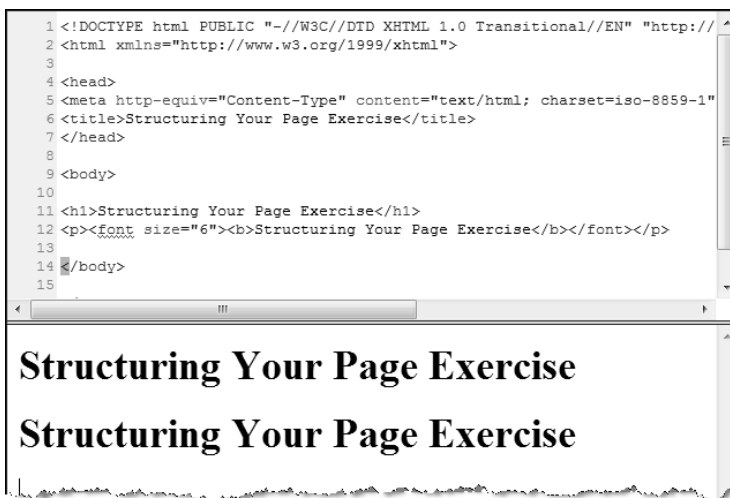 1 <!DOCTYPE html PUBLIC "-//W3C//DTD XHTML 1.0 Transitional//EN" "http://
2 <html xmlns="http://www.w3.org/1999/xhtml">
3
4 <head>
5 <meta http-equiv="Content-Type" content="text/html; charset=iso-8859-1"
6 <title>Structuring Your Page Exercise</title>
7 </head>
8
9 <body>
10
11 <h1>Structuring Your Page Exercise</h1>
12 <p><font size="6"><b>Structuring Your Page Exercise</b></font></p>
13
14 </body>
15
Structuring Your Page Exercise
Structuring Your Page Exercise